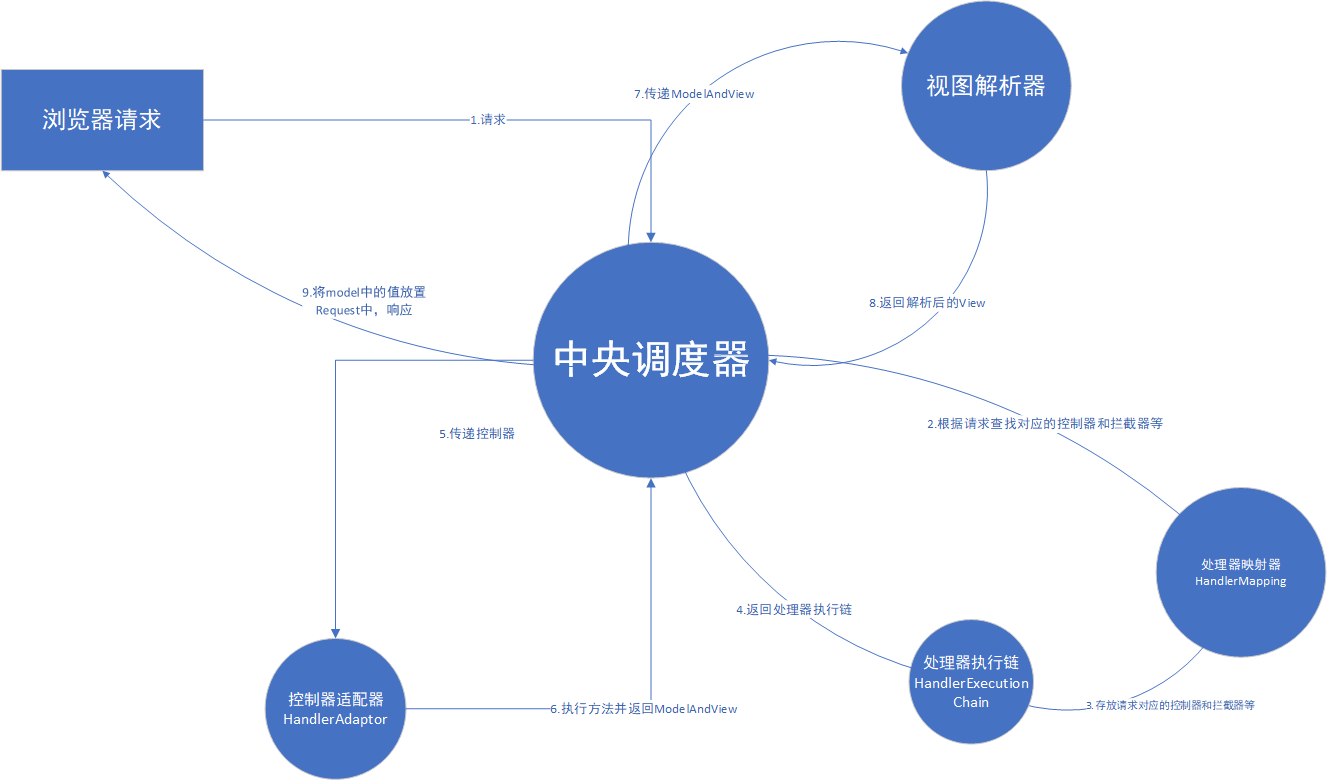 视图解析器
7.传递ModelAndView
浏览器请求
1.请求
9.将model中的值放置
Request中，响应
8.返回解析后的View
中央调度器
2.根据请求查找对应的控制器和拦截器等
5.传递控制器
处理器映射器
HandlerMapping
4.返回处理器执行链
处理器执行链
HandlerExecution
Chain
控制器适配器
HandlerAdaptor
6.执行方法并返回ModelAndView
3.存放请求对应的控制器和拦截器等